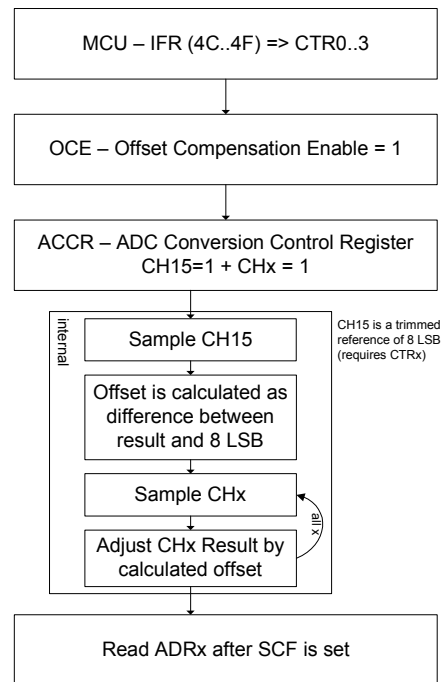 MCU – IFR (4C..4F) => CTR0..3
OCE – Offset Compensation Enable = 1
ACCR – ADC Conversion Control Register
CH15=1 + CHx = 1
internal
CH15 is a trimmed
reference of 8 LSB
(requires CTRx)
Sample CH15
Offset is calculated as
difference between
result and 8 LSB
Sample CHx
all x
Adjust CHx Result by
calculated offset
Read ADRx after SCF is set